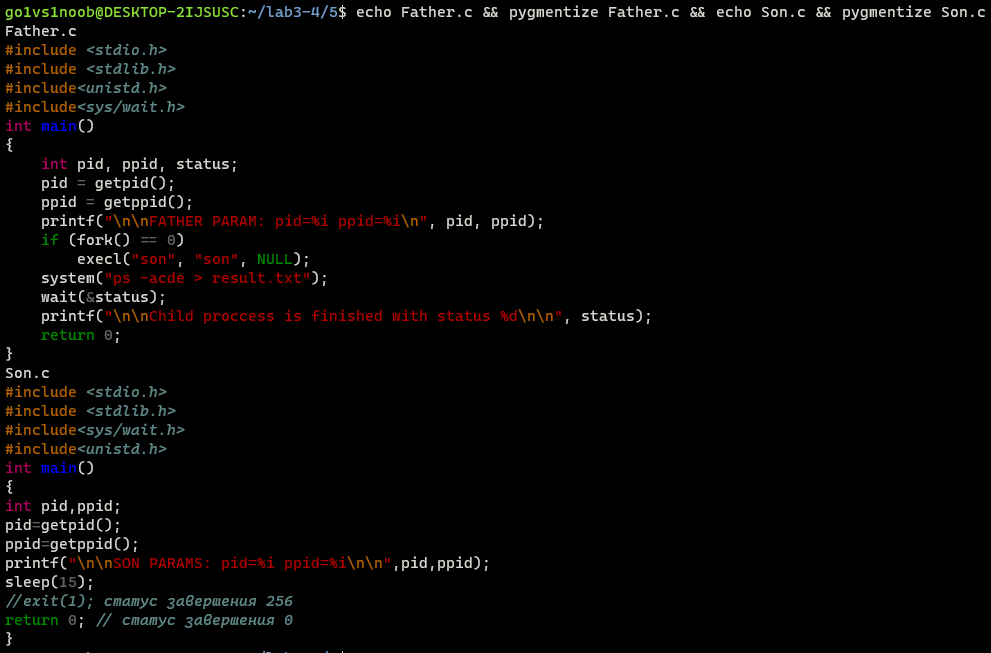 go1vs1noob@DESKTOP-2IJSUSC:~/lab3-4/5$ echo Father.c && pygmentize Father.c && echo Son.c && pygmentize Son.c
Father.c
#include <stdio.h>
#include <stdlib.h>
#include<unistd.h>
#include<sys/wait.h>
int main()
{
    int pid, ppid, status;
    pid = getpid();
    ppid = getppid();
    printf("\n\nFATHER PARAM: pid=%i ppid=%i\n", pid, ppid);
    if (fork() == 0)
        execl("son", "son", NULL);
    system("ps -acde > result.txt");
    wait(&status);
    printf("\n\nChild proccess is finished with status %d\n\n", status);
    return 0;
}
Son.c
#include <stdio.h>
#include <stdlib.h>
#include<sys/wait.h>
#include<unistd.h>
int main()
{
int pid,ppid;
pid=getpid();
ppid=getppid();
printf("\n\nSON PARAMS: pid=%i ppid=%i\n\n",pid,ppid);
sleep(15);
//exit(1); статус завершения 256
return 0; // статус завершения 0
}